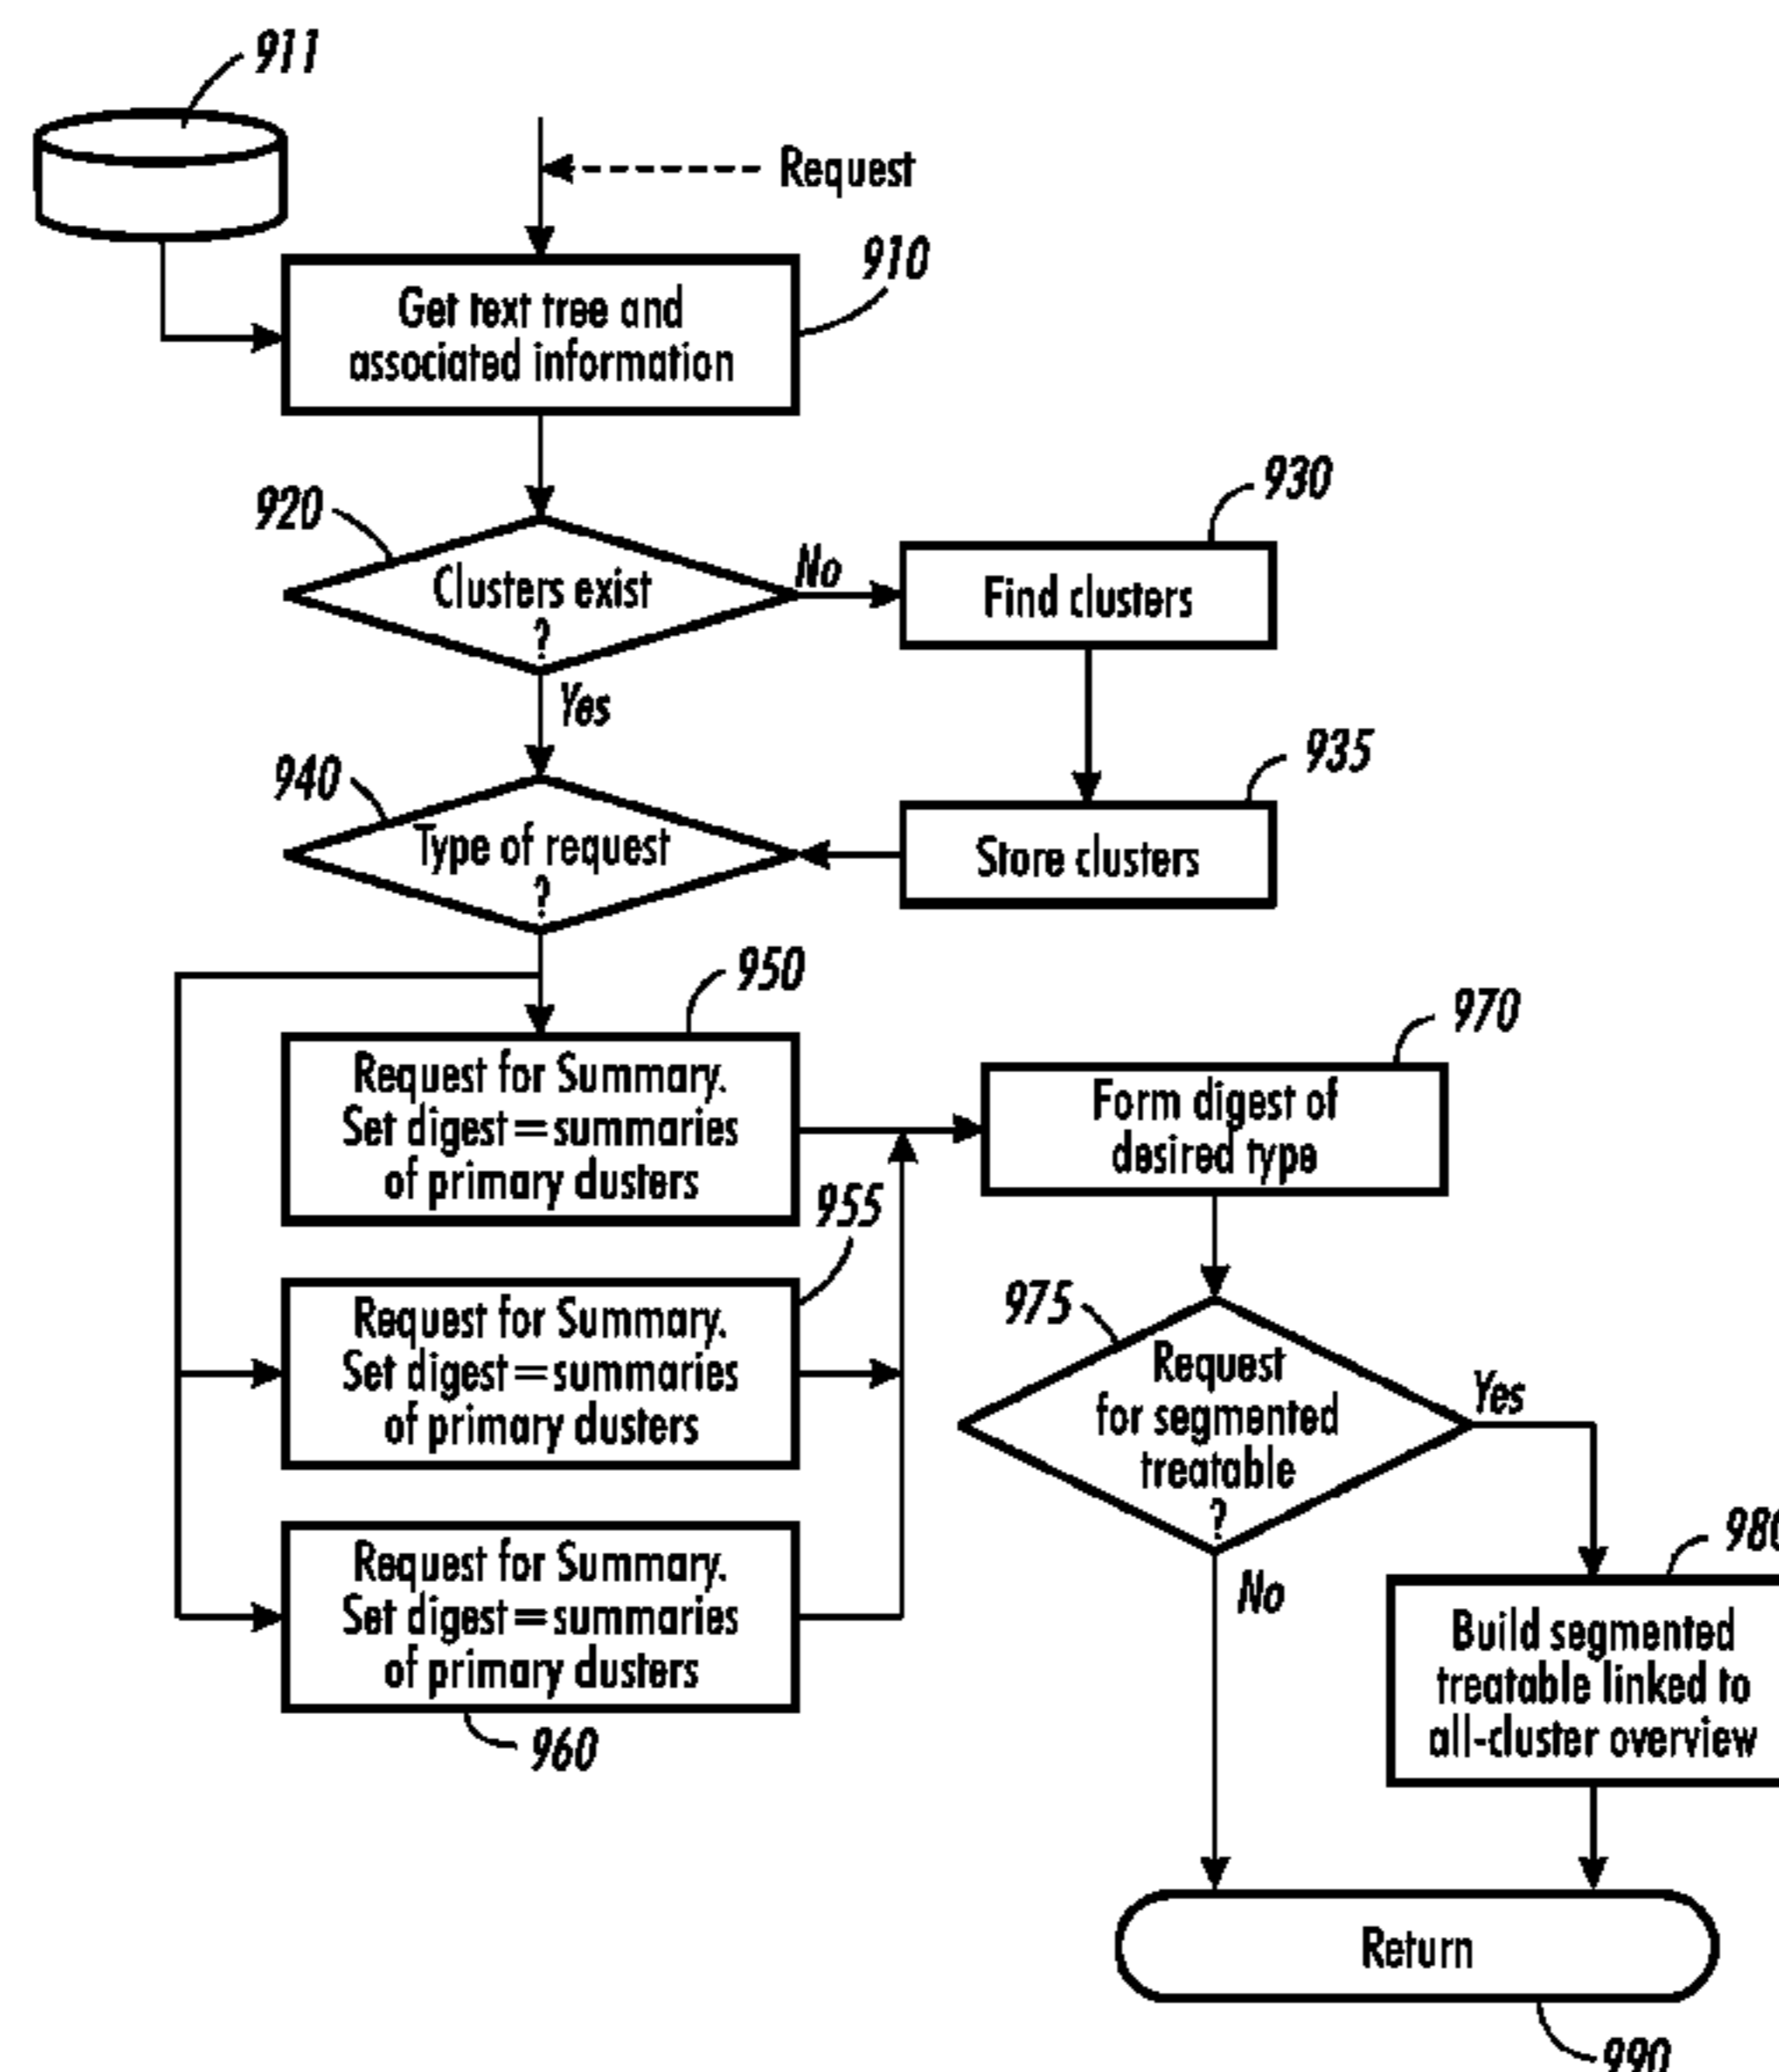 911
Request
910
Get text tree and
associated information
920
930
Clusters exist
?
No
Find clusters
Yes
935
940
Type of request
?
Store clusters
950
970
Request for Summary.
Set digest=summaries
of primary dusters
Form digest of
desired type
955
975
Request for Summary.
Set digest=summaries
of primary dusters
Request
for segmented
treatable
?
Yes
980
Request for Summary.
Set digest=summaries
of primary dusters
No
Build segmented
treatable linked to
all-cluster overview
960
Return
990